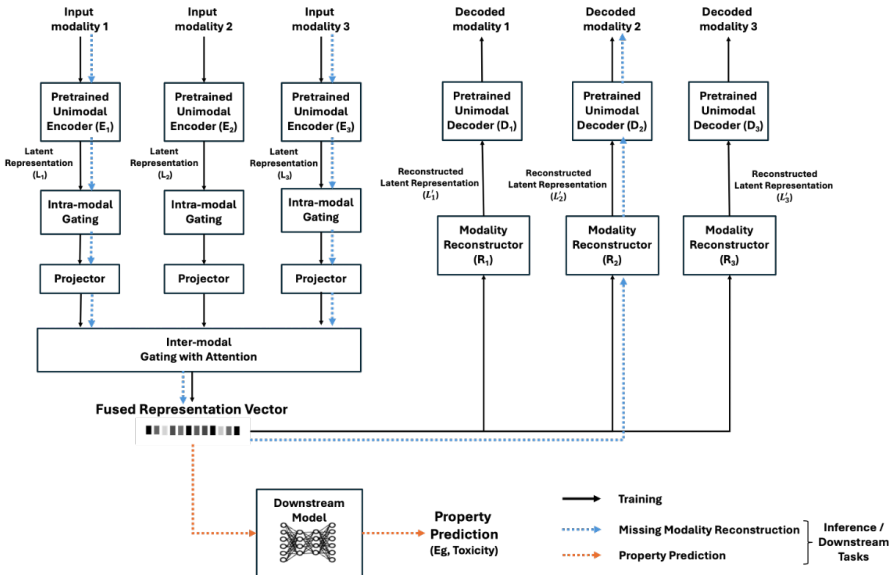 Input
modality 1
Input
modality 2
Input
modality 3
Decoded
modality 1
Decoded
modality 2
Decoded
modality 3
Pretrained
Unimodal
Encoder (E₁)
Pretrained
Unimodal
Encoder (E₂)
Pretrained
Unimodal
Encoder (E₃)
Pretrained
Unimodal
Decoder (D₁)
Pretrained
Unimodal
Decoder (D₂)
Pretrained
Unimodal
Decoder (D₃)
Latent
Representation
(L₁)
Latent
Representation
(L₂)
Latent
Representation
(L₃)
Reconstructed
Latent Representation
(L′₁)
Reconstructed
Latent Representation
(L′₂)
Reconstructed
Latent Representation
(L′₃)
Intra-modal
Gating
Intra-modal
Gating
Intra-modal
Gating
Modality
Reconstructor
(R₁)
Modality
Reconstructor
(R₂)
Modality
Reconstructor
(R₃)
Projector
Projector
Projector
Inter-modal
Gating with Attention
Fused Representation Vector
Downstream
Model
Property
Prediction
(Eg, Toxicity)
Training
Missing Modality Reconstruction
Property Prediction
Inference /
Downstream
Tasks